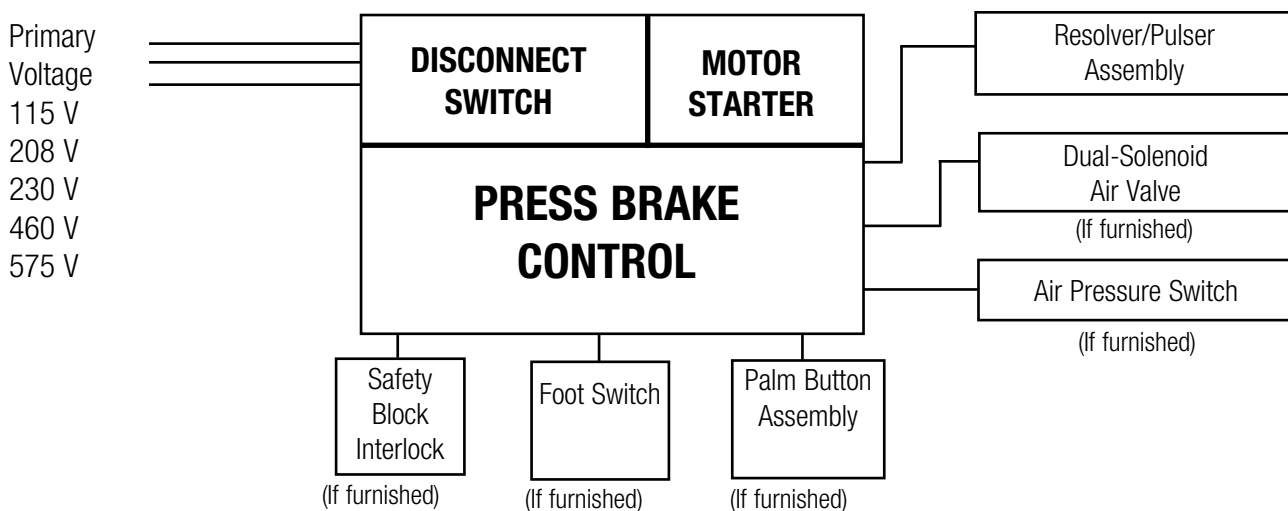 Primary
Voltage
115 V
208 V
230 V
460 V
575 V
DISCONNECT
SWITCH
MOTOR
STARTER
PRESS BRAKE
CONTROL
Resolver/Pulser
Assembly
Dual-Solenoid
Air Valve
(If furnished)
Air Pressure Switch
(If furnished)
Safety
Block
Interlock
(If furnished)
Foot Switch
(If furnished)
Palm Button
Assembly
(If furnished)